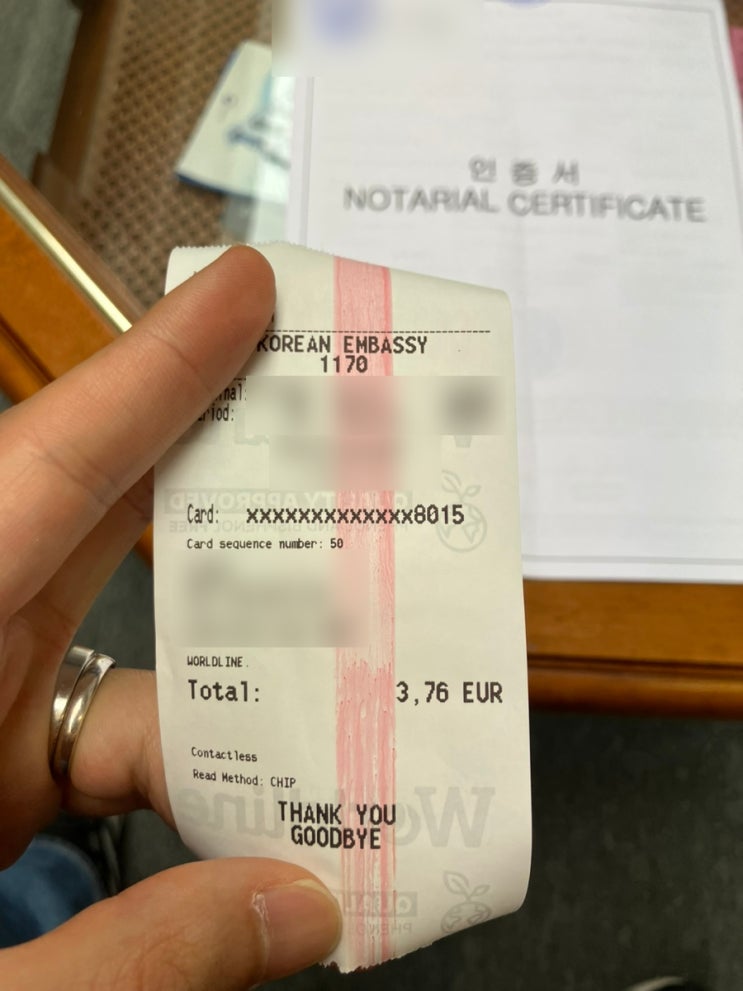 인 증 서
NOTARIAL CERTIFICATE
KOREAN EMBASSY
1170
Card: xxxxxxxxxxxxx8015
Card sequence number: 50
WORLDLINE.
Total: 3,76 EUR
Contactless
Read Method: CHIP
THANK YOU
GOODBYE